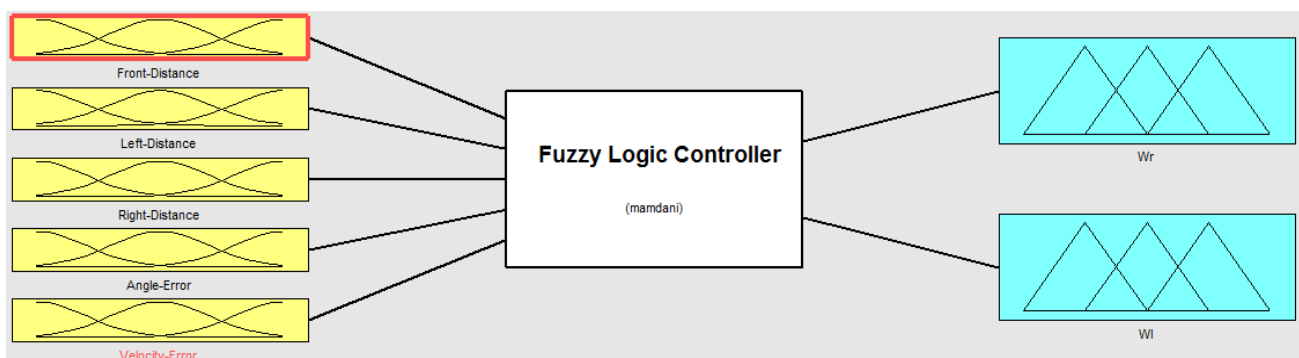 Front-Distance
Left-Distance
Right-Distance
Angle-Error
Velocity-Error
Fuzzy Logic Controller
(mamdani)
Wr
Wl